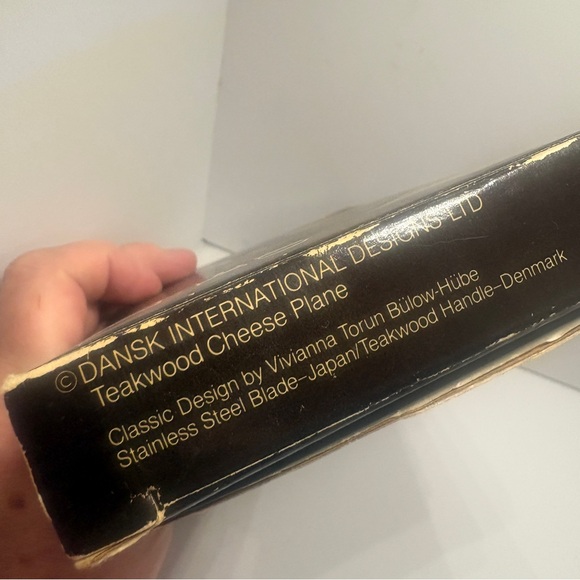 © DANSK INTERNATIONAL DESIGNS LTD
Teakwood Cheese Plane
Classic Design by Vivianna Torun Bülow-Hübe
Stainless Steel Blade–Japan/Teakwood Handle–Denmark